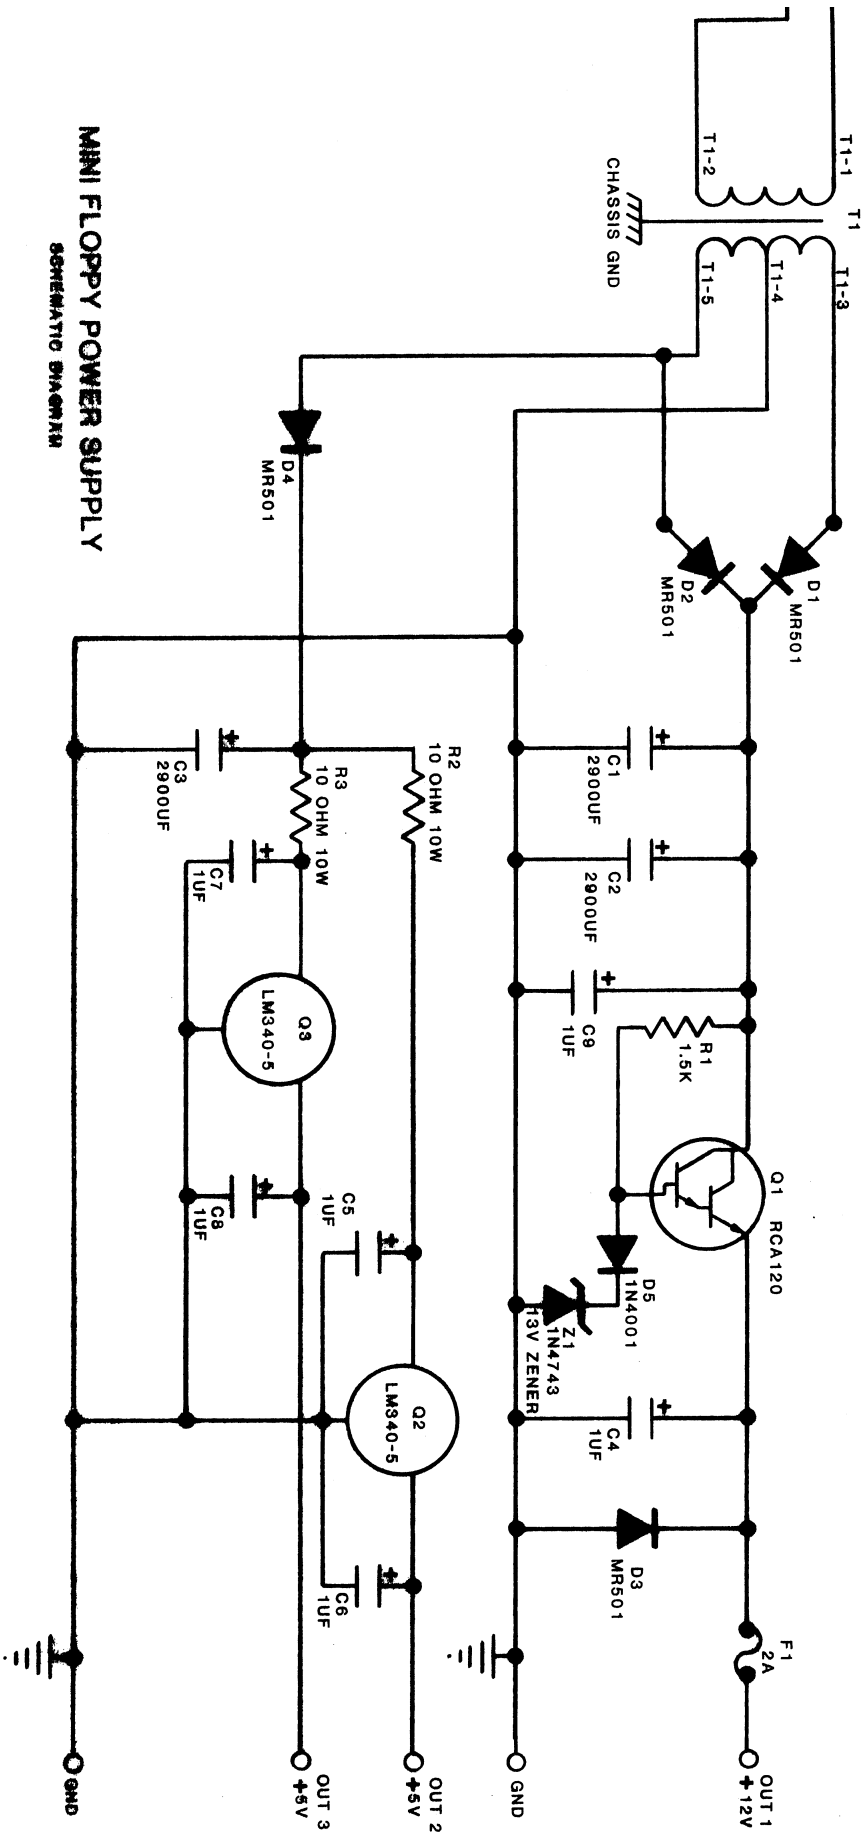 T1-1
T1
T1-2
T1-3
T1-4
T1-5
CHASSIS GND
D1
MR501
D2
MR501
C1
2900UF
+
C2
2900UF
+
C9
1UF
+
R1
1.5K
Q1 RCA120
D5
1N4001
Z1
1N4743
13V ZENER
C4
1UF
+
D3
MR501
F1
2A
OUT 1
+12V
GND
D4
MR501
R2
10 OHM 10W
R3
10 OHM 10W
C3
2900UF
+
C7
1UF
+
Q3
LM340-5
C8
1UF
+
C5
1UF
+
Q2
LM340-5
C6
1UF
+
OUT 2
+5V
OUT 3
+5V
GND
MINI FLOPPY POWER SUPPLY
SCHEMATIC DIAGRAM